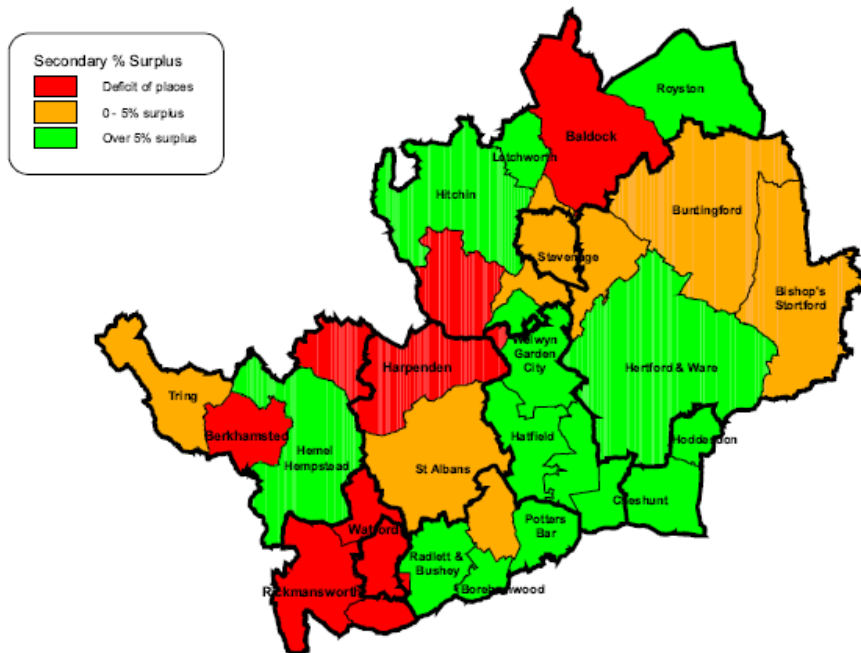 Secondary % Surplus
Deficit of places
0 - 5% surplus
Over 5% surplus
Royston
Baldock
Letchworth
Hitchin
Buntingford
Stevenage
Bishop's
Stortford
Welwyn
Garden
City
Harpenden
Hertford & Ware
Tring
Berkhamsted
Hatfield
Hoddesdon
Hemel
Hempstead
St Albans
Cheshunt
Potters
Bar
Watford
Radlett &
Bushey
Rickmansworth
Borehamwood